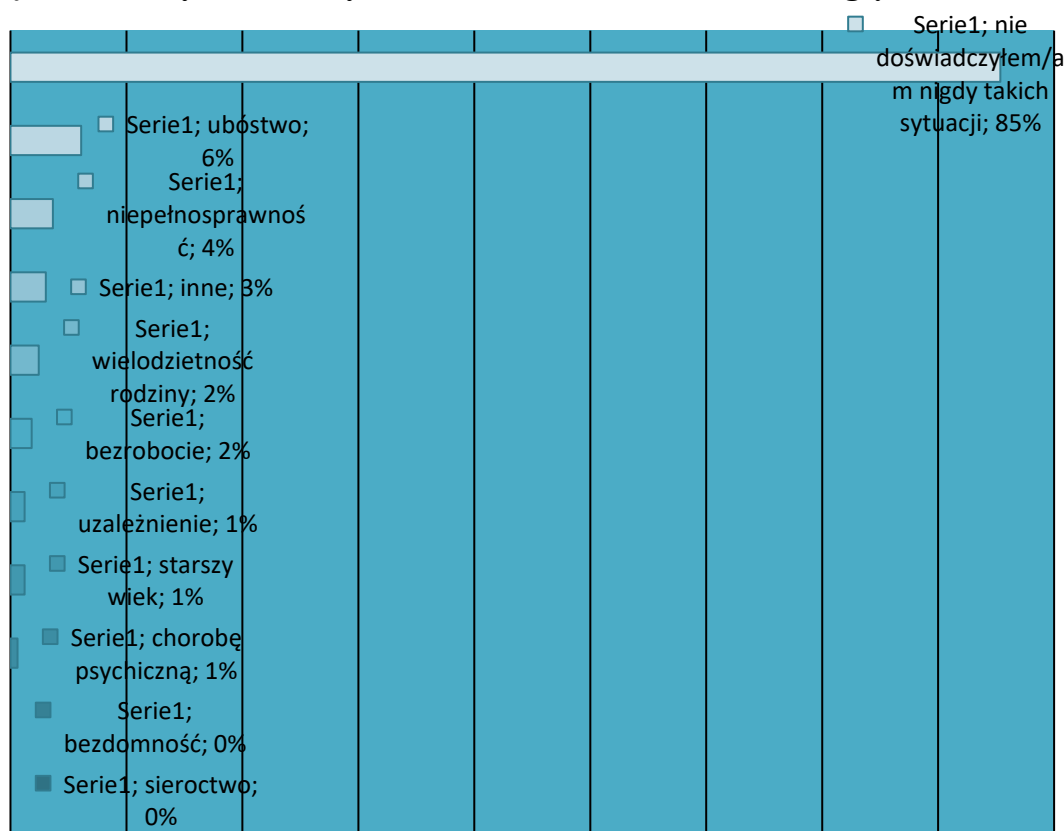 Serie1; nie
doświadczyłem/a
m nigdy takich
sytuacji; 85%
Serie1; ubóstwo;
6%
Serie1;
niepełnosprawnoś
ć; 4%
Serie1; inne; 3%
Serie1;
wielodzietność
rodziny; 2%
Serie1;
bezrobocie; 2%
Serie1;
uzależnienie; 1%
Serie1; starszy
wiek; 1%
Serie1; chorobę
psychiczną; 1%
Serie1;
bezdomność; 0%
Serie1; sieroctwo;
0%